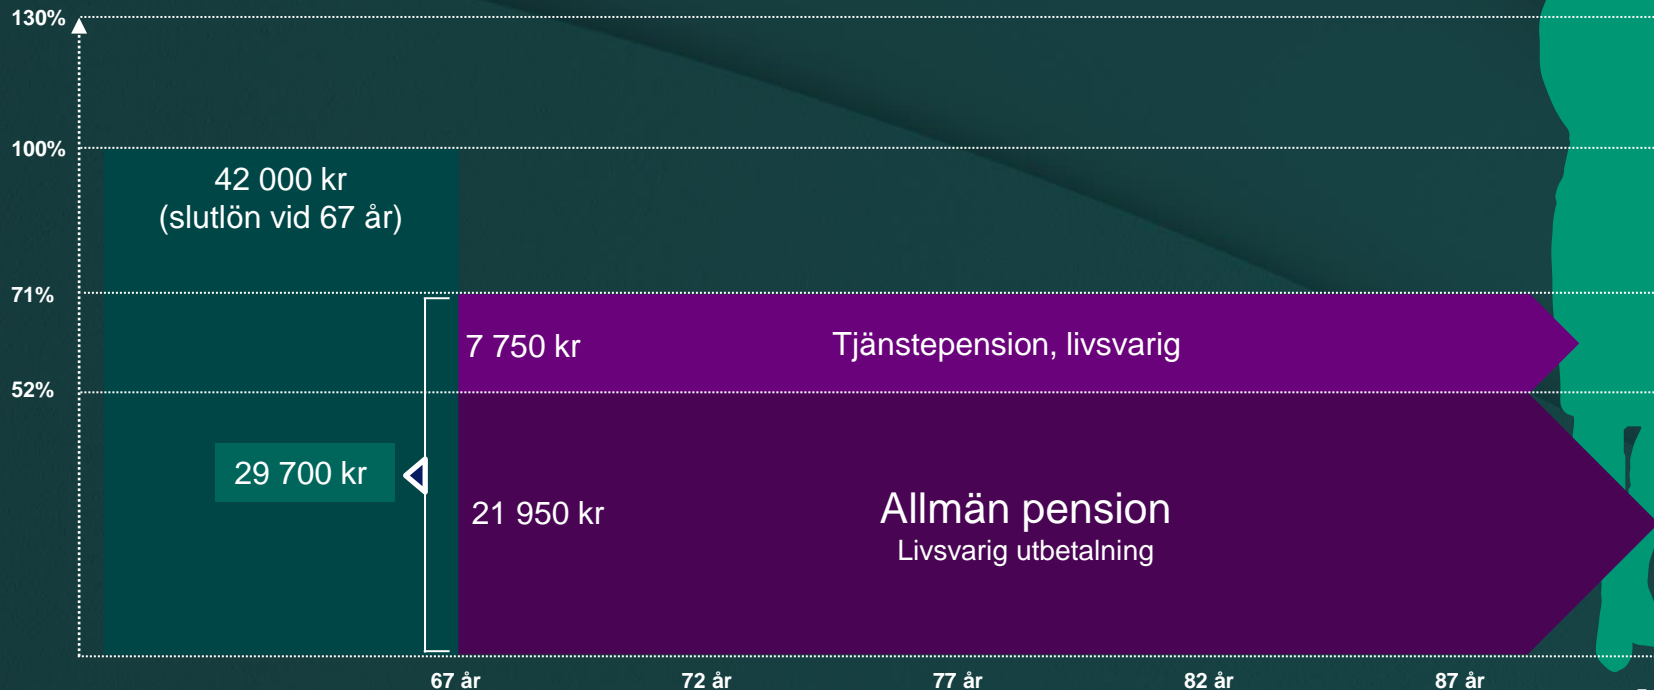 130%
100%
42 000 kr
(slutlön vid 67 år)
71%
7 750 kr
Tjänstepension, livsvarig
52%
29 700 kr
21 950 kr
Allmän pension
Livsvarig utbetalning
67 år
72 år
77 år
82 år
87 år